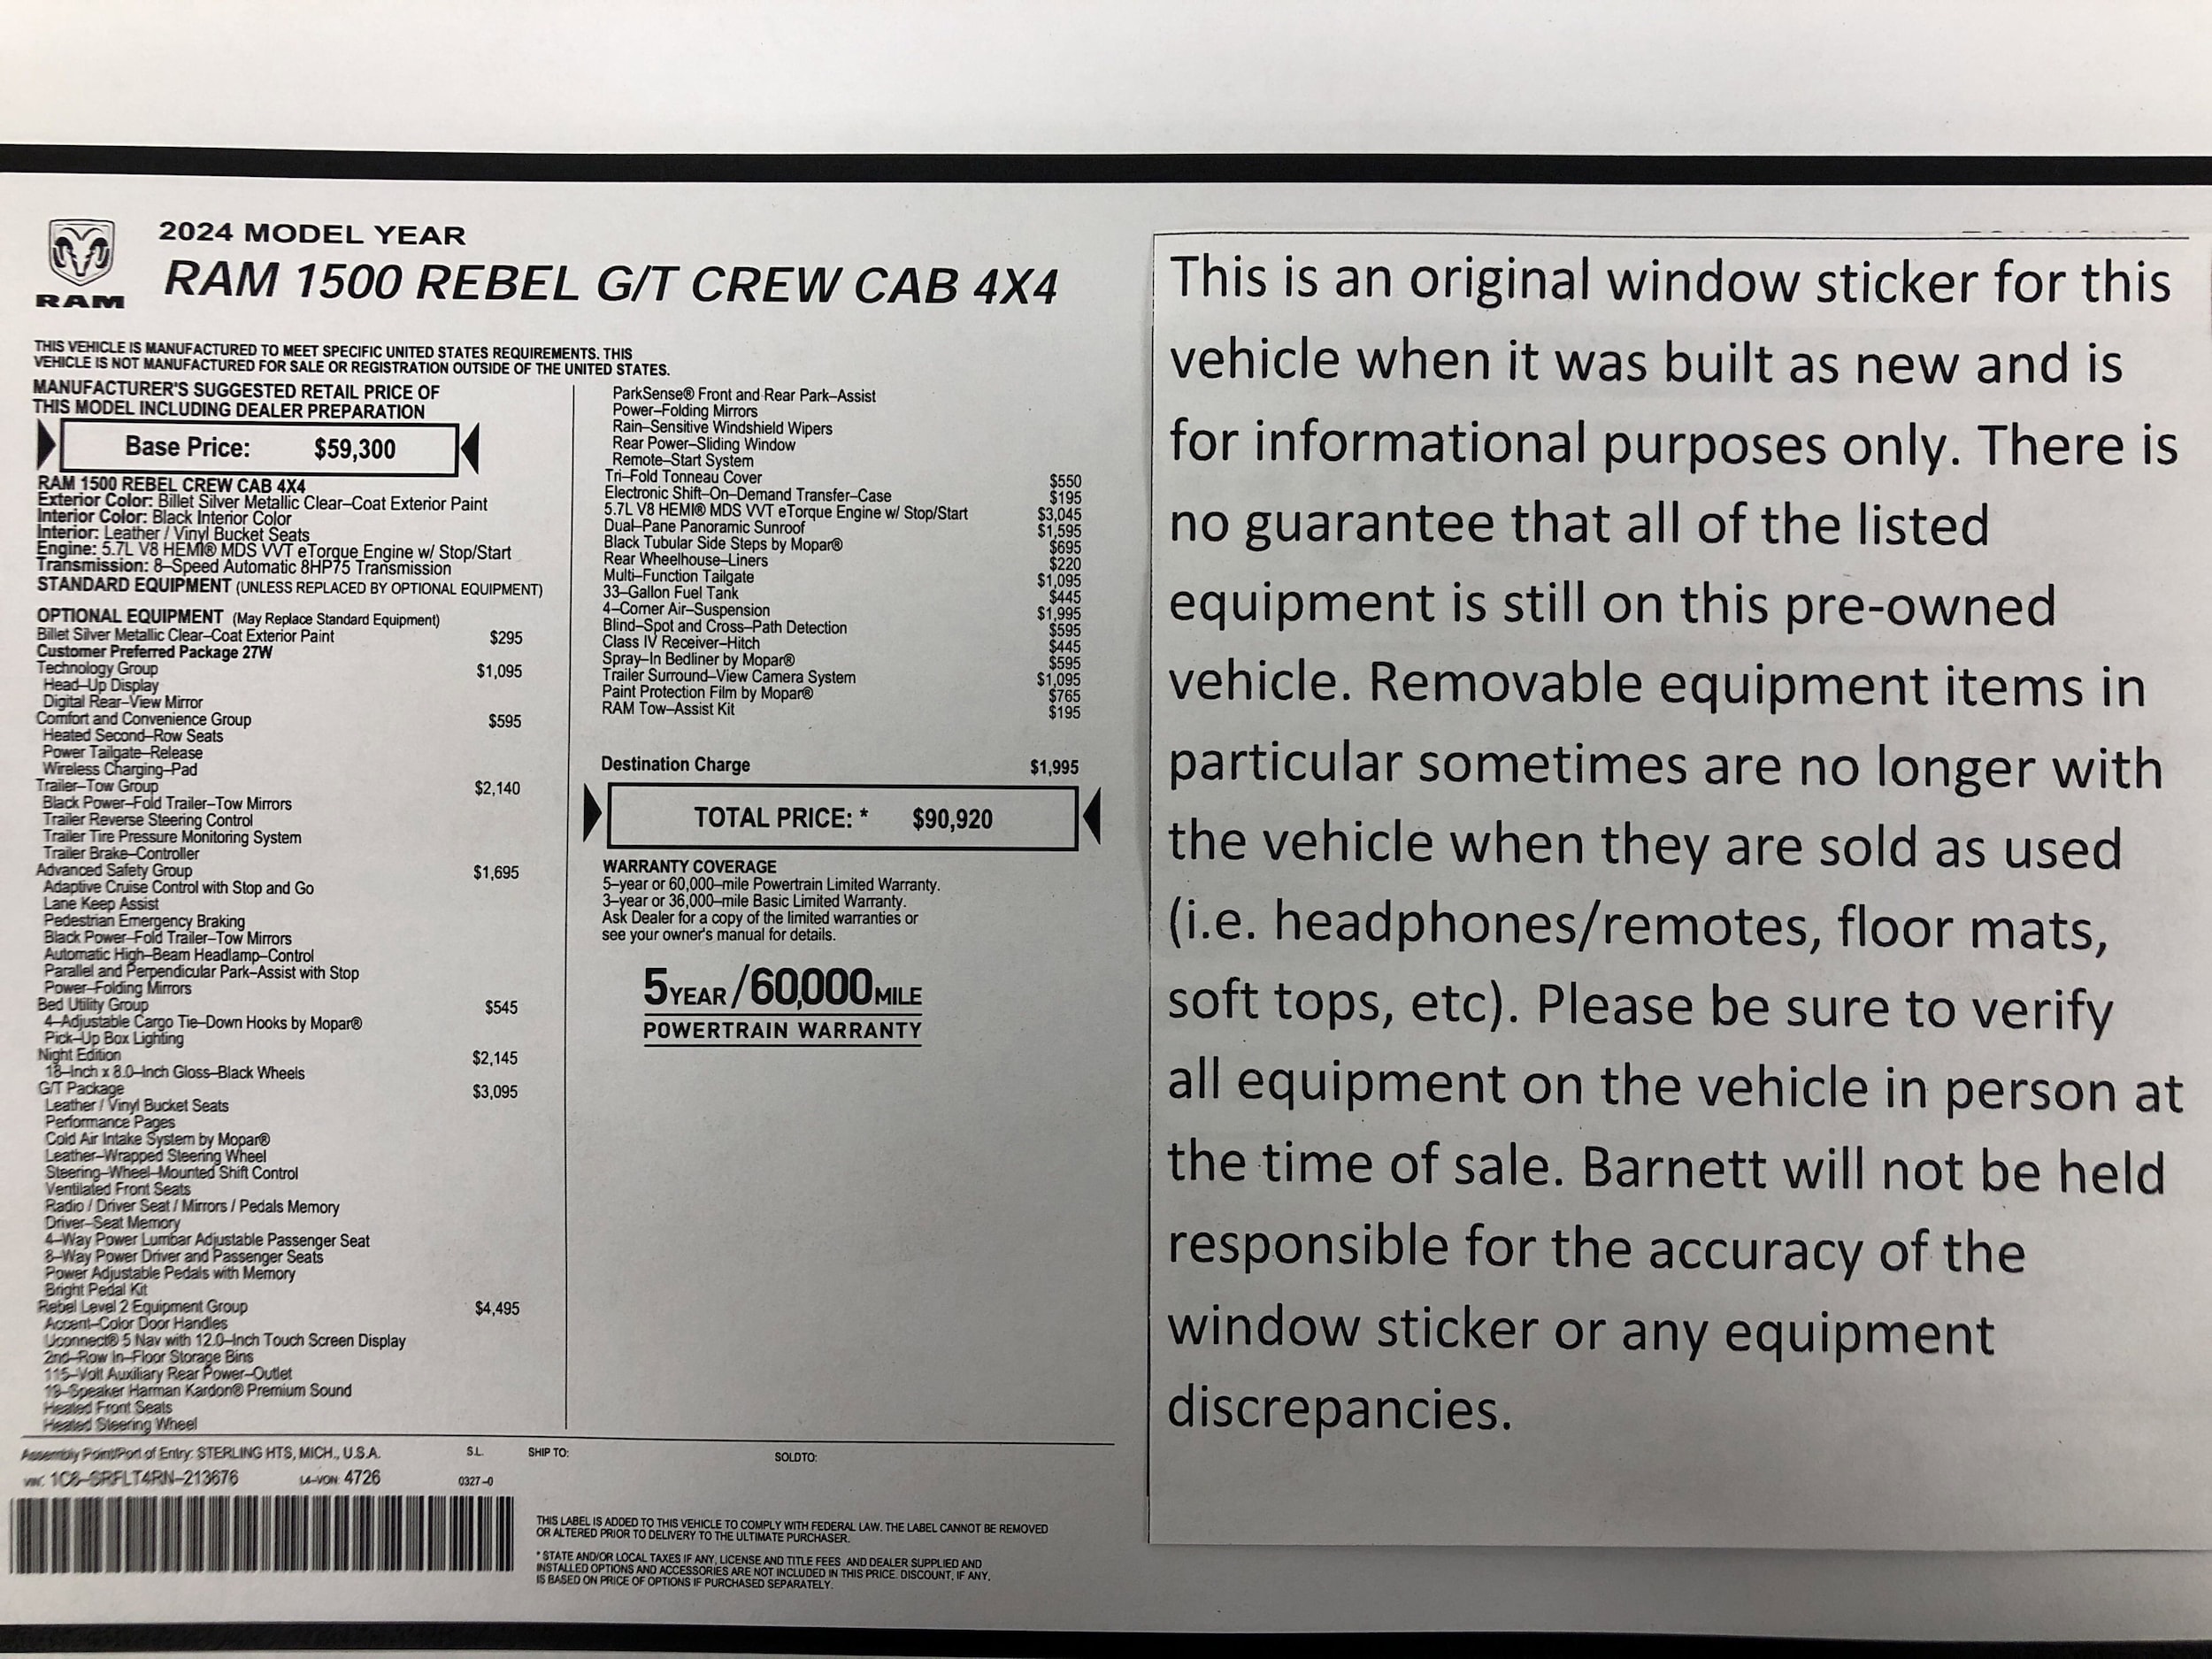 2024 MODEL YEAR
RAM 1500 REBEL G/T CREW CAB 4X4
RAM
THIS VEHICLE IS MANUFACTURED TO MEET SPECIFIC UNITED STATES REQUIREMENTS. THIS
VEHICLE IS NOT MANUFACTURED FOR SALE OR REGISTRATION OUTSIDE OF THE UNITED STATES.
MANUFACTURER'S SUGGESTED RETAIL PRICE OF
THIS MODEL INCLUDING DEALER PREPARATION
Base Price: $59,300
RAM 1500 REBEL CREW CAB 4X4
Exterior Color: Billet Silver Metallic Clear–Coat Exterior Paint
Interior Color: Black Interior Color
Interior: Leather / Vinyl Bucket Seats
Engine: 5.7L V8 HEMI® MDS VVT eTorque Engine w/ Stop/Start
Transmission: 8–Speed Automatic 8HP75 Transmission
STANDARD EQUIPMENT (UNLESS REPLACED BY OPTIONAL EQUIPMENT)
OPTIONAL EQUIPMENT (May Replace Standard Equipment)
Billet Silver Metallic Clear–Coat Exterior Paint $295
Customer Preferred Package 27W
Technology Group $1,095
Head–Up Display
Digital Rear–View Mirror
Comfort and Convenience Group $595
Heated Second–Row Seats
Power Tailgate–Release
Wireless Charging–Pad
Trailer–Tow Group $2,140
Black Power–Fold Trailer–Tow Mirrors
Trailer Reverse Steering Control
Trailer Tire Pressure Monitoring System
Trailer Brake–Controller
Advanced Safety Group $1,695
Adaptive Cruise Control with Stop and Go
Lane Keep Assist
Pedestrian Emergency Braking
Black Power–Fold Trailer–Tow Mirrors
Automatic High–Beam Headlamp–Control
Parallel and Perpendicular Park–Assist with Stop
Power–Folding Mirrors
Bed Utility Group $545
4–Adjustable Cargo Tie–Down Hooks by Mopar®
Pick–Up Box Lighting
Night Edition $2,145
18–Inch x 8.0–Inch Gloss–Black Wheels
G/T Package $3,095
Leather / Vinyl Bucket Seats
Performance Pages
Cold Air Intake System by Mopar®
Leather–Wrapped Steering Wheel
Steering–Wheel–Mounted Shift Control
Ventilated Front Seats
Radio / Driver Seat / Mirrors / Pedals Memory
Driver–Seat Memory
4–Way Power Lumbar Adjustable Passenger Seat
8–Way Power Driver and Passenger Seats
Power Adjustable Pedals with Memory
Bright Pedal Kit
Rebel Level 2 Equipment Group $4,495
Accent–Color Door Handles
Uconnect® 5 Nav with 12.0–Inch Touch Screen Display
2nd–Row In–Floor Storage Bins
115–Volt Auxiliary Rear Power–Outlet
19–Speaker Harman Kardon® Premium Sound
Heated Front Seats
Heated Steering Wheel
ParkSense® Front and Rear Park–Assist
Power–Folding Mirrors
Rain–Sensitive Windshield Wipers
Rear Power–Sliding Window
Remote–Start System
Tri–Fold Tonneau Cover $550
Electronic Shift–On–Demand Transfer–Case $195
5.7L V8 HEMI® MDS VVT eTorque Engine w/ Stop/Start $3,045
Dual–Pane Panoramic Sunroof $1,595
Black Tubular Side Steps by Mopar® $695
Rear Wheelhouse–Liners $220
Multi–Function Tailgate $1,095
33–Gallon Fuel Tank $445
4–Corner Air–Suspension $1,995
Blind–Spot and Cross–Path Detection $595
Class IV Receiver–Hitch $445
Spray–In Bedliner by Mopar® $595
Trailer Surround–View Camera System $1,095
Paint Protection Film by Mopar® $765
RAM Tow–Assist Kit $195
Destination Charge $1,995
TOTAL PRICE: * $90,920
WARRANTY COVERAGE
5–year or 60,000–mile Powertrain Limited Warranty.
3–year or 36,000–mile Basic Limited Warranty.
Ask Dealer for a copy of the limited warranties or
see your owner's manual for details.
5 YEAR / 60,000 MILE
POWERTRAIN WARRANTY
Assembly Point/Port of Entry: STERLING HTS, MICH., U.S.A.
S.L. SHIP TO: SOLD TO:
VIN: 1C6–SRFLT4RN–213676 L4–VON: 4726 0327–0
THIS LABEL IS ADDED TO THIS VEHICLE TO COMPLY WITH FEDERAL LAW. THE LABEL CANNOT BE REMOVED
OR ALTERED PRIOR TO DELIVERY TO THE ULTIMATE PURCHASER.
* STATE AND/OR LOCAL TAXES IF ANY, LICENSE AND TITLE FEES AND DEALER SUPPLIED AND
INSTALLED OPTIONS AND ACCESSORIES ARE NOT INCLUDED IN THIS PRICE. DISCOUNT, IF ANY,
IS BASED ON PRICE OF OPTIONS IF PURCHASED SEPARATELY.
This is an original window sticker for this
vehicle when it was built as new and is
for informational purposes only. There is
no guarantee that all of the listed
equipment is still on this pre-owned
vehicle. Removable equipment items in
particular sometimes are no longer with
the vehicle when they are sold as used
(i.e. headphones/remotes, floor mats,
soft tops, etc). Please be sure to verify
all equipment on the vehicle in person at
the time of sale. Barnett will not be held
responsible for the accuracy of the
window sticker or any equipment
discrepancies.